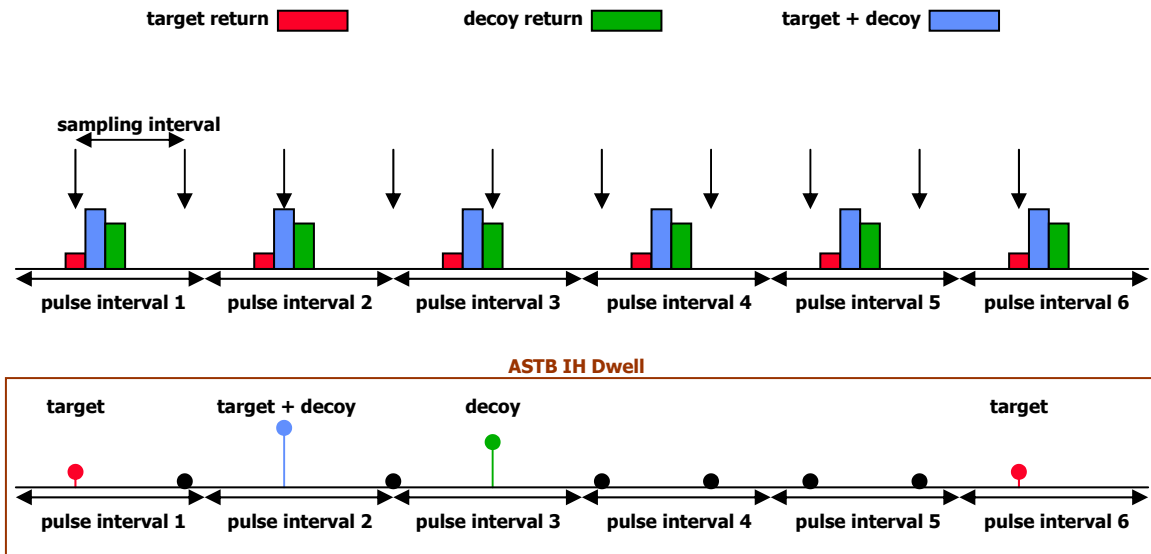 target return
decoy return
target + decoy
sampling interval
pulse interval 1
pulse interval 2
pulse interval 3
pulse interval 4
pulse interval 5
pulse interval 6
ASTB IH Dwell
target
target + decoy
decoy
target
pulse interval 1
pulse interval 2
pulse interval 3
pulse interval 4
pulse interval 5
pulse interval 6